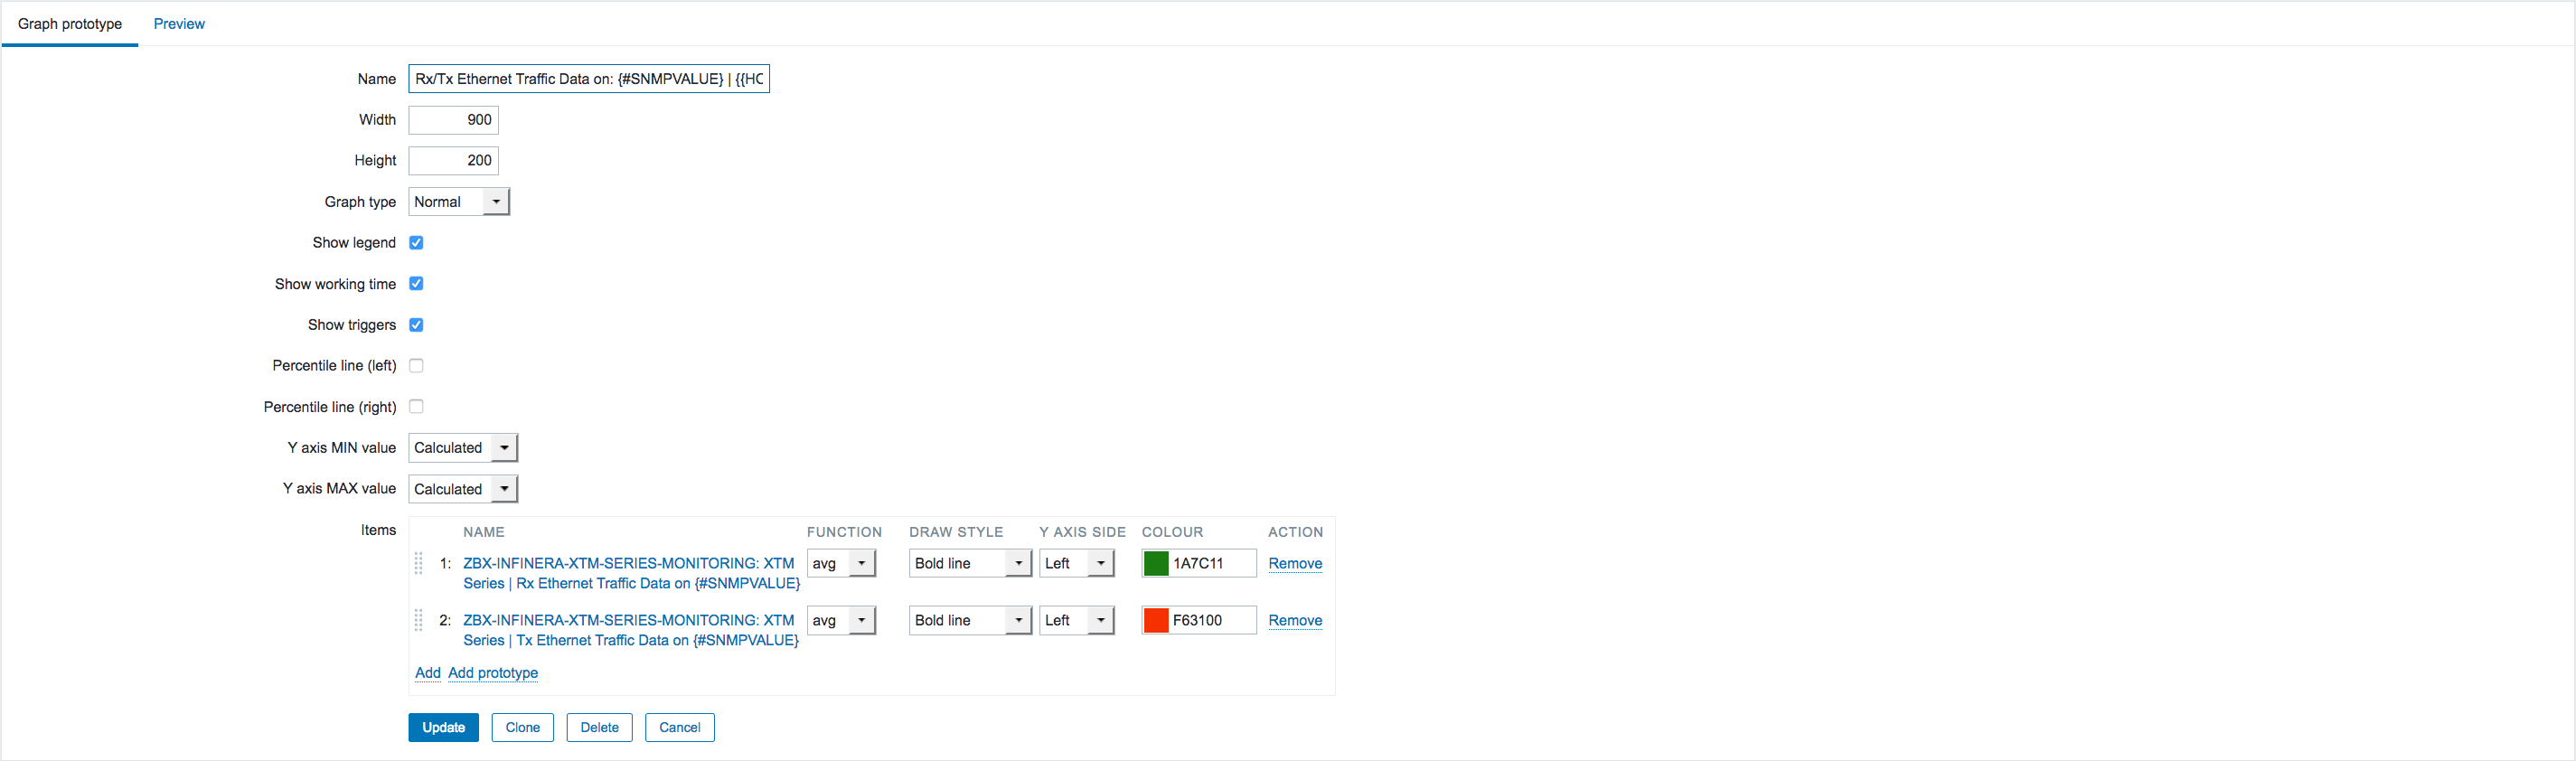 Graph prototype Preview
Name Rx/Tx Ethernet Traffic Data on: {#SNMPVALUE} | {{HC
Width 900
Height 200
Graph type Normal
Show legend
Show working time
Show triggers
Percentile line (left)
Percentile line (right)
Y axis MIN value Calculated
Y axis MAX value Calculated
Items NAME FUNCTION DRAW STYLE Y AXIS SIDE COLOUR ACTION
1: ZBX-INFINERA-XTM-SERIES-MONITORING: XTM avg Bold line Left 1A7C11 Remove
Series | Rx Ethernet Traffic Data on {#SNMPVALUE}
2: ZBX-INFINERA-XTM-SERIES-MONITORING: XTM avg Bold line Left F63100 Remove
Series | Tx Ethernet Traffic Data on {#SNMPVALUE}
Add Add prototype
Update Clone Delete Cancel